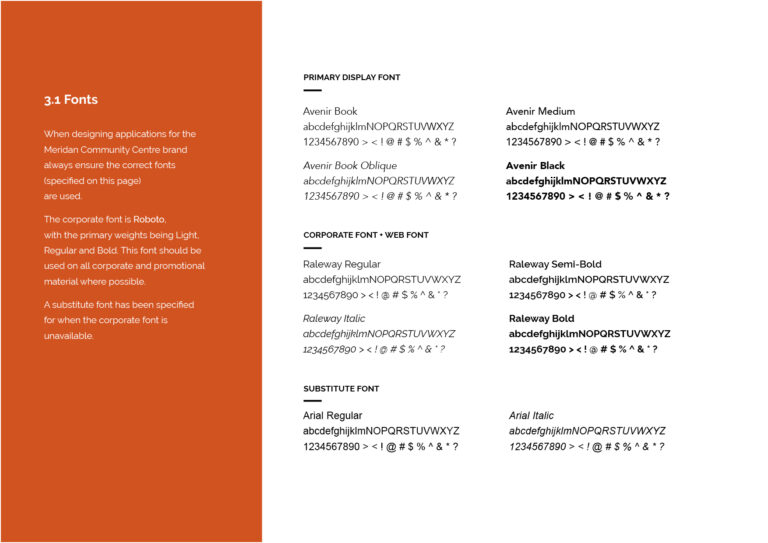 3.1 Fonts
When designing applications for the
Meridan Community Centre brand
always ensure the correct fonts
(specified on this page)
are used.
The corporate font is Roboto,
with the primary weights being Light,
Regular and Bold. This font should be
used on all corporate and promotional
material where possible.
A substitute font has been specified
for when the corporate font is
unavailable.
PRIMARY DISPLAY FONT
Avenir Book
abcdefghijklmNOPQRSTUVWXYZ
1234567890 > < ! @ # $ % ^ & * ?
Avenir Medium
abcdefghijklmNOPQRSTUVWXYZ
1234567890 > < ! @ # $ % ^ & * ?
Avenir Book Oblique
abcdefghijklmNOPQRSTUVWXYZ
1234567890 > < ! @ # $ % ^ & * ?
Avenir Black
abcdefghijklmNOPQRSTUVWXYZ
1234567890 > < ! @ # $ % ^ & * ?
CORPORATE FONT + WEB FONT
Raleway Regular
abcdefghijklmNOPQRSTUVWXYZ
1234567890 > < ! @ # $ % ^ & * ?
Raleway Semi-Bold
abcdefghijklmNOPQRSTUVWXYZ
1234567890 > < ! @ # $ % ^ & * ?
Raleway Italic
abcdefghijklmNOPQRSTUVWXYZ
1234567890 > < ! @ # $ % ^ & * ?
Raleway Bold
abcdefghijklmNOPQRSTUVWXYZ
1234567890 > < ! @ # $ % ^ & * ?
SUBSTITUTE FONT
Arial Regular
abcdefghijklmNOPQRSTUVWXYZ
1234567890 > < ! @ # $ % ^ & * ?
Arial Italic
abcdefghijklmNOPQRSTUVWXYZ
1234567890 > < ! @ # $ % ^ & * ?